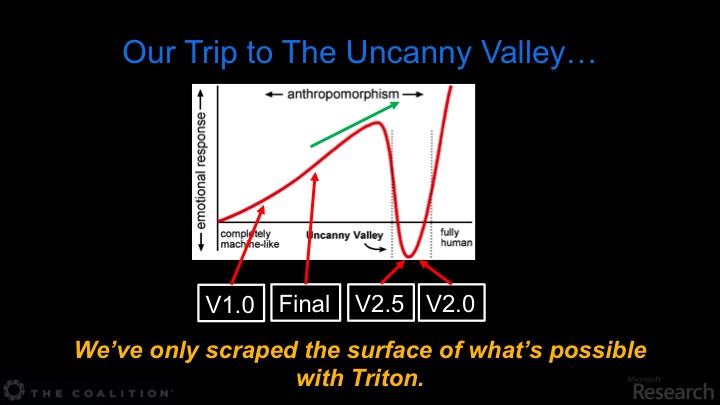 Our Trip to The Uncanny Valley…
anthropomorphism
emotional response
completely
machine-like
Uncanny Valley
fully
human
V1.0
Final
V2.5
V2.0
We’ve only scraped the surface of what’s possible
with Triton.
THE COALITION
Microsoft
Research